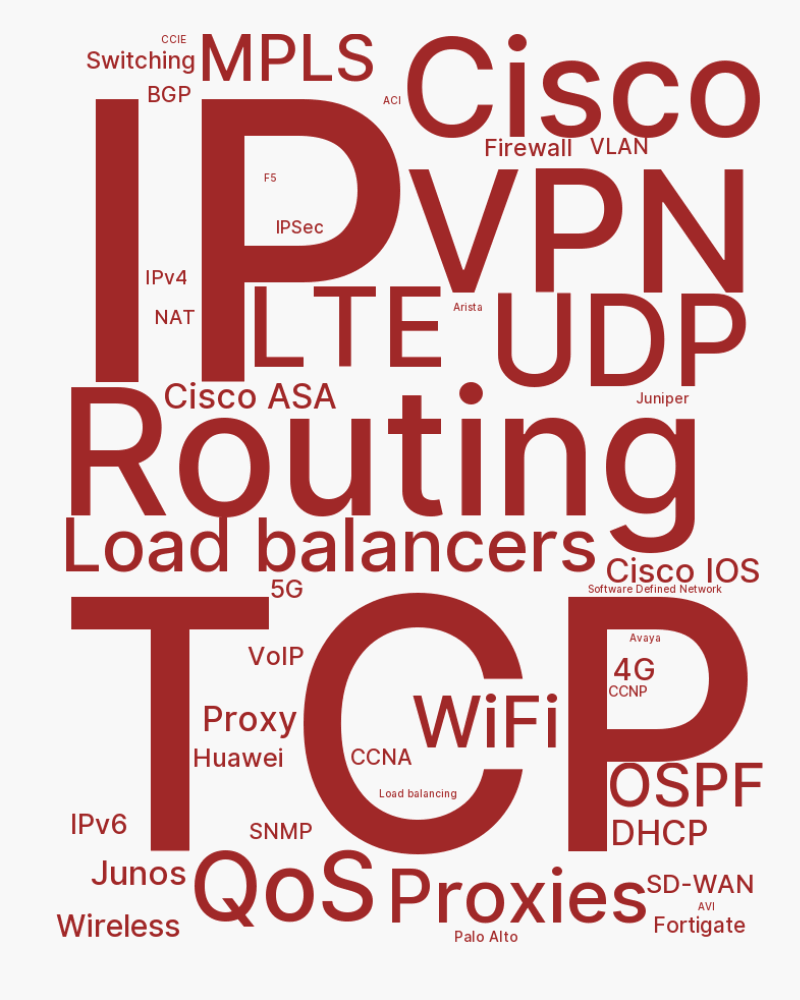 CCIE
MPLS
Cisco
Switching
BGP
ACI
Firewall
VLAN
IP
F5
VPN
IPSec
IPv4
NAT
LTE
Arista
UDP
Cisco ASA
Juniper
Routing
Load balancers
Cisco IOS
5G
Software Defined Network
TCP
Avaya
VoIP
4G
CCNP
Proxy
WiFi
Huawei
CCNA
Load balancing
OSPF
IPv6
SNMP
DHCP
Junos
QoS
Proxies
SD-WAN
AVI
Wireless
Fortigate
Palo Alto